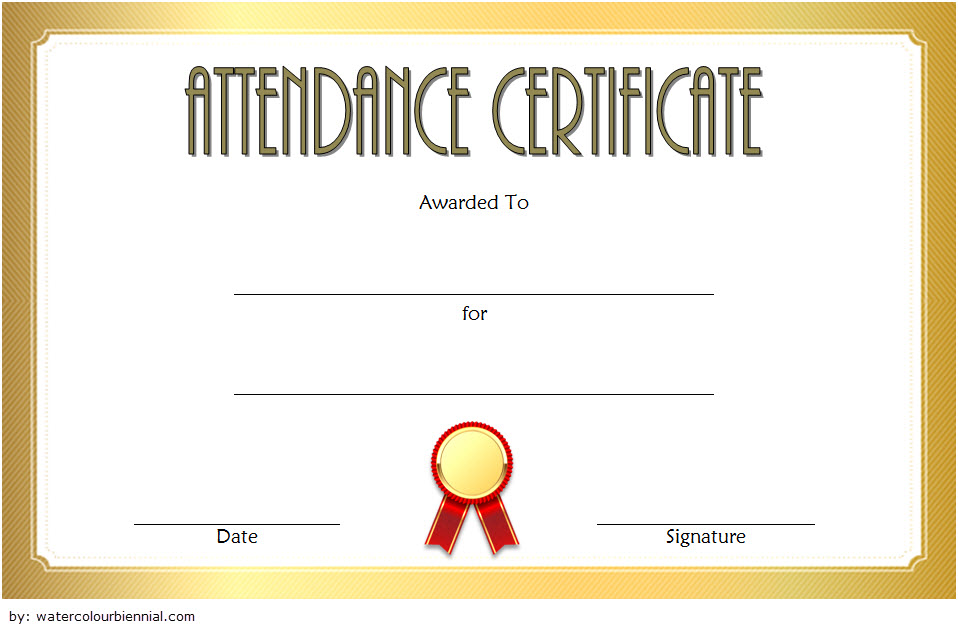 ATTENDANCE CERTIFICATE
Awarded To
for
Date Signature
by: watercolourbiennial.com